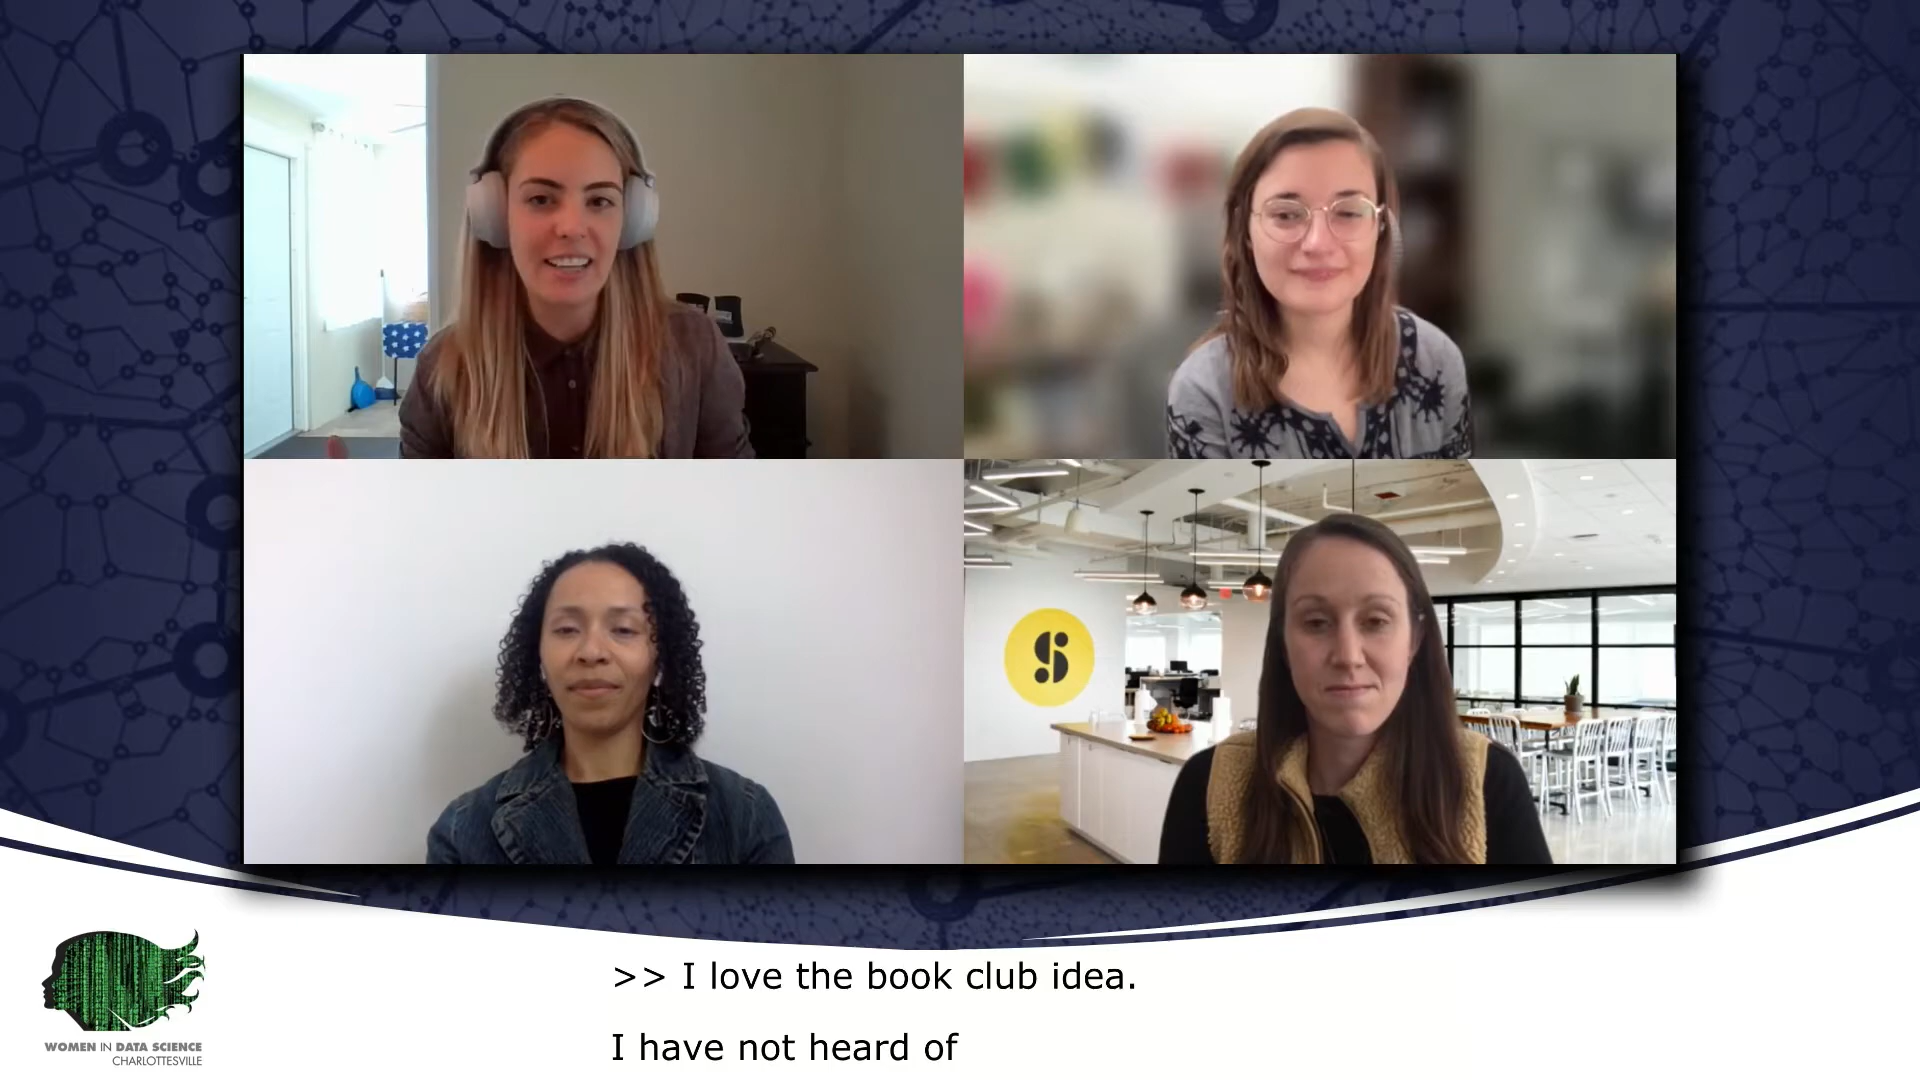 WOMEN IN DATA SCIENCE
CHARLOTTESVILLE
>> I love the book club idea.
I have not heard of